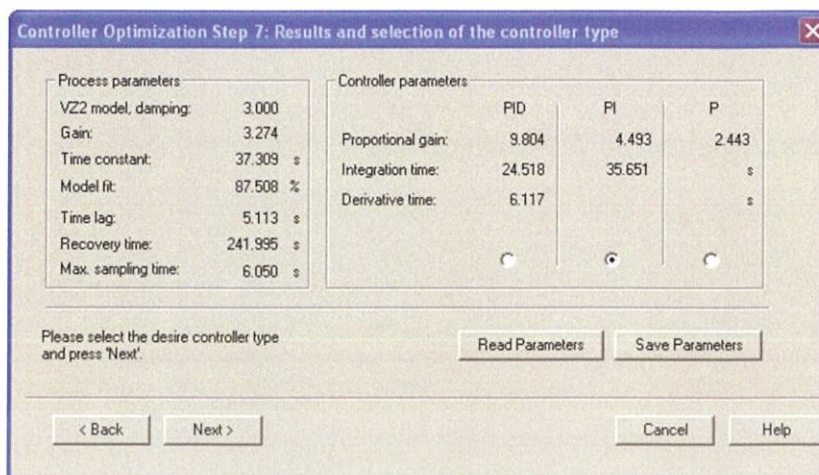 Controller Optimization Step 7: Results and selection of the controller type
Process parameters
VZ2 model, damping: 3.000
Gain: 3.274
Time constant: 37.309 s
Model fit: 87.508 %
Time lag: 5.113 s
Recovery time: 241.995 s
Max. sampling time: 6.050 s
Controller parameters
PID PI P
Proportional gain: 9.804 4.493 2.443
Integration time: 24.518 35.651 s
Derivative time: 6.117 s
Please select the desire controller type
and press 'Next'.
Read Parameters Save Parameters
< Back Next > Cancel Help